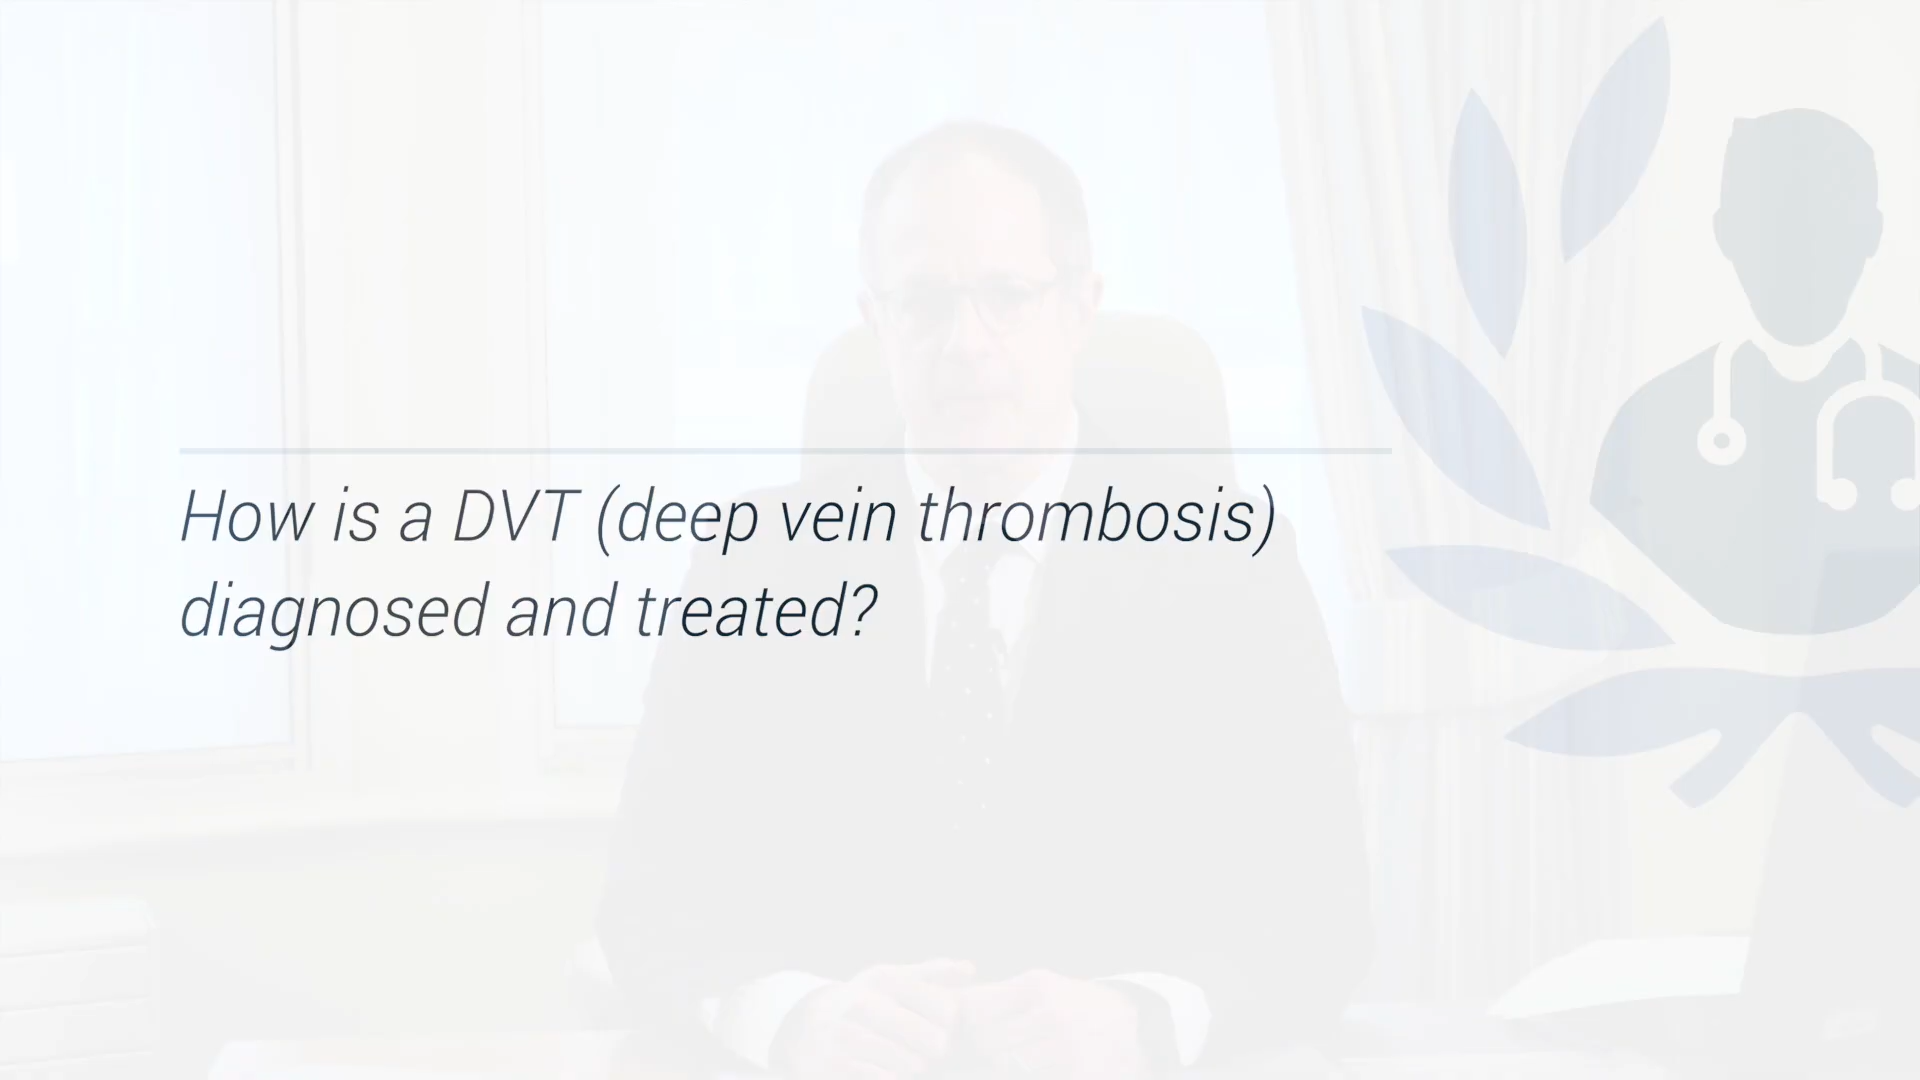 How is a DVT (deep vein thrombosis)
diagnosed and treated?